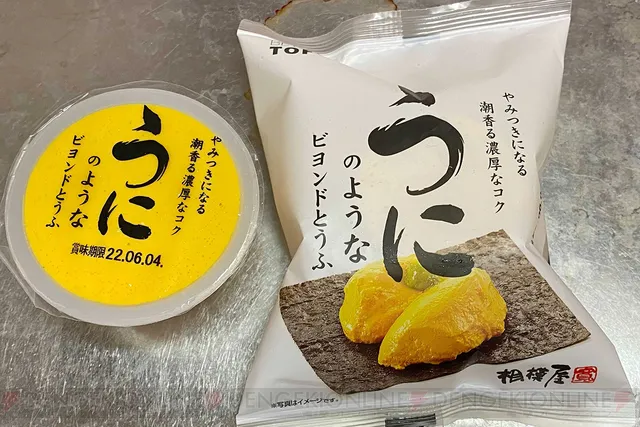 やみつきになる
潮香る濃厚なコク
うに
のような
ビヨンドとうふ
賞味期限 22.06.04.
やみつきになる
潮香る濃厚なコク
うに
のような
ビヨンドとうふ
相模屋
※写真はイメージです。
DENGEKIONLINE